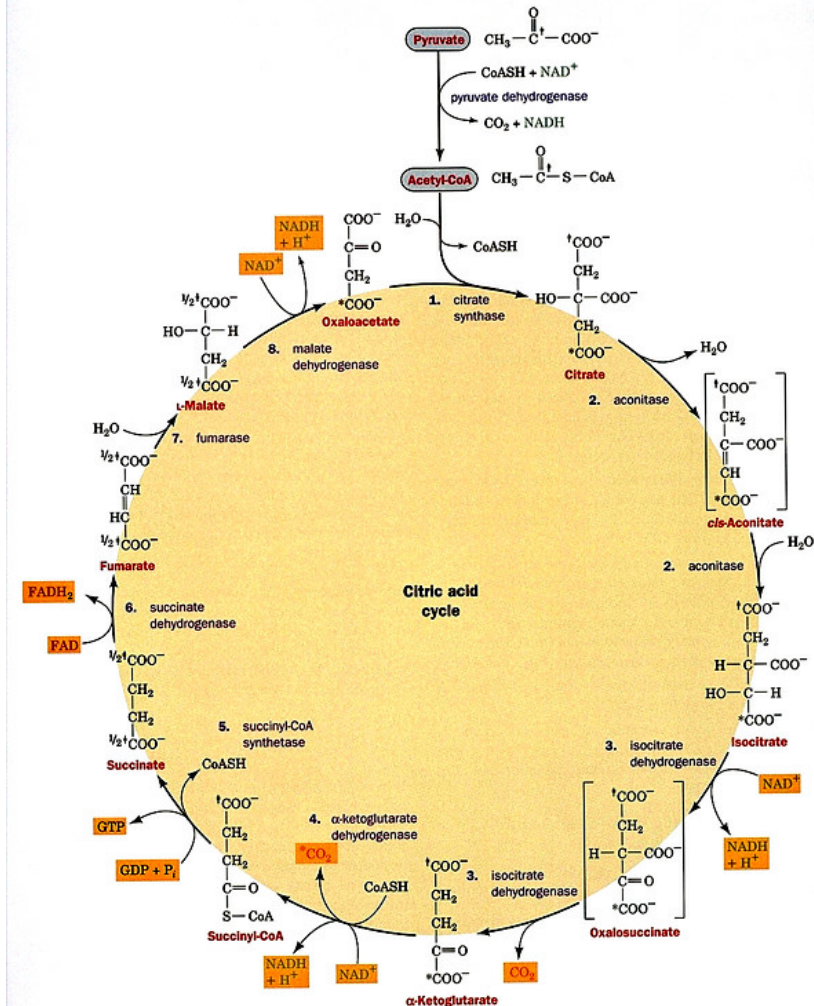 O
Pyruvate
CH₃—C†—COO⁻
CoASH + NAD⁺
pyruvate dehydrogenase
CO₂ + NADH
O
Acetyl-CoA
CH₃—C†—S—CoA
H₂O
CoASH
1. citrate
synthase
†COO⁻
CH₂
HO—C—COO⁻
CH₂
*COO⁻
Citrate
H₂O
2. aconitase
†COO⁻
CH₂
C—COO⁻
CH
*COO⁻
cis-Aconitate
2. aconitase
H₂O
†COO⁻
CH₂
H—C—COO⁻
HO—C—H
*COO⁻
Isocitrate
3. isocitrate
dehydrogenase
NAD⁺
NADH
+ H⁺
†COO⁻
CH₂
H—C—COO⁻
C=O
*COO⁻
Oxalosuccinate
3. isocitrate
dehydrogenase
CO₂
†COO⁻
CH₂
CH₂
C=O
*COO⁻
α-Ketoglutarate
4. α-ketoglutarate
dehydrogenase
*CO₂
CoASH
NAD⁺
NADH
+ H⁺
†COO⁻
CH₂
CH₂
C=O
S—CoA
Succinyl-CoA
5. succinyl-CoA
synthetase
CoASH
GTP
GDP + Pᵢ
½†COO⁻
CH₂
CH₂
½†COO⁻
Succinate
6. succinate
dehydrogenase
FADH₂
FAD
½†COO⁻
CH
HC
½†COO⁻
Fumarate
H₂O
7. fumarase
½†COO⁻
HO—C—H
CH₂
½†COO⁻
L-Malate
8. malate
dehydrogenase
NAD⁺
NADH
+ H⁺
COO⁻
C=O
CH₂
*COO⁻
Oxaloacetate
Citric acid
cycle